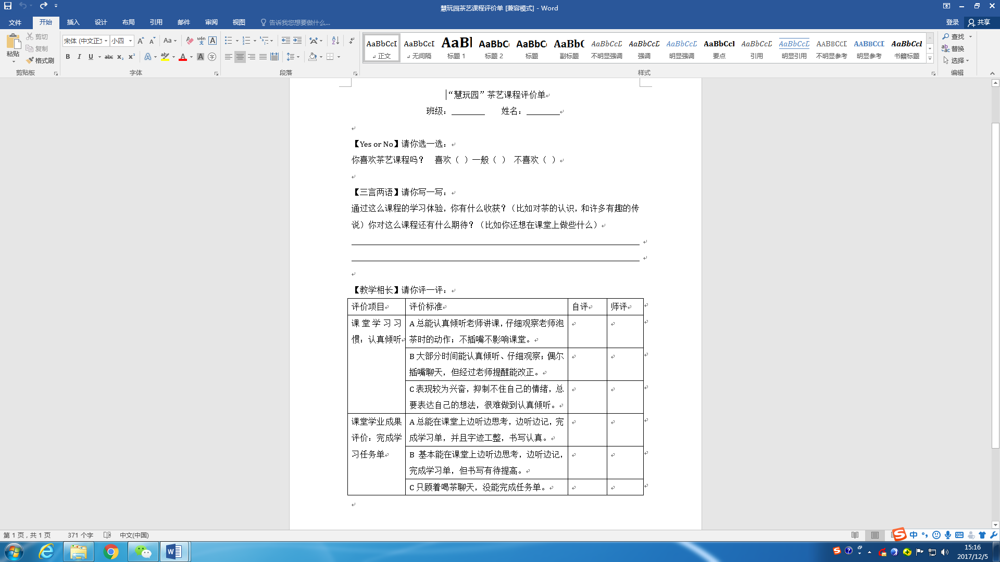 慧玩园茶艺课程评价单 [兼容模式] - Word
文件 开始 插入 设计 布局 引用 邮件 审阅 视图 告诉我您想要做什么... 登录 共享
粘贴 剪切 复制 格式刷 剪贴板
宋体 (中文正文 小四 字体
段落
AaBbCcD 正文
AaBbCcD 无间隔
AaBl 标题 1
AaBbC 标题 2
AaBbC 标题
AaBbC 副标题
AaBbCcD 不明显强调
AaBbCcD 强调
AaBbCcD 明显强调
AaBbCcD 要点
AaBbCcD 引用
AaBbCcD 明显引用
AABBCCD 不明显参考
AABBCCD 明显参考
AaBbCcI 书籍标题
样式
查找 替换 选择 编辑
“慧玩园”茶艺课程评价单
班级：________ 姓名：________
【Yes or No】请你选一选：
你喜欢茶艺课程吗？ 喜欢（ ）一般（ ） 不喜欢（ ）
【三言两语】请你写一写：
通过这么课程的学习体验，你有什么收获？（比如对茶的认识，和许多有趣的传
说）你对这么课程还有什么期待？（比如你还想在课堂上做些什么）
【教学相长】请你评一评：
评价项目 评价标准 自评 师评
课堂学习习
惯：认真倾听
A 总能认真倾听老师讲课，仔细观察老师泡
茶时的动作；不插嘴不影响课堂。
B 大部分时间能认真倾听、仔细观察；偶尔
插嘴聊天，但经过老师提醒能改正。
C 表现较为兴奋，抑制不住自己的情绪，总
要表达自己的想法，很难做到认真倾听。
课堂学业成果
评价：完成学
习任务单
A 总能在课堂上边听边思考，边听边记，完
成学习单，并且字迹工整，书写认真。
B 基本能在课堂上边听边思考，边听边记，
完成学习单，但书写有待提高。
C 只顾着喝茶聊天，没能完成任务单。
第 1 页，共 1 页 371 个字 中文(中国)
中
15:16
2017/12/5